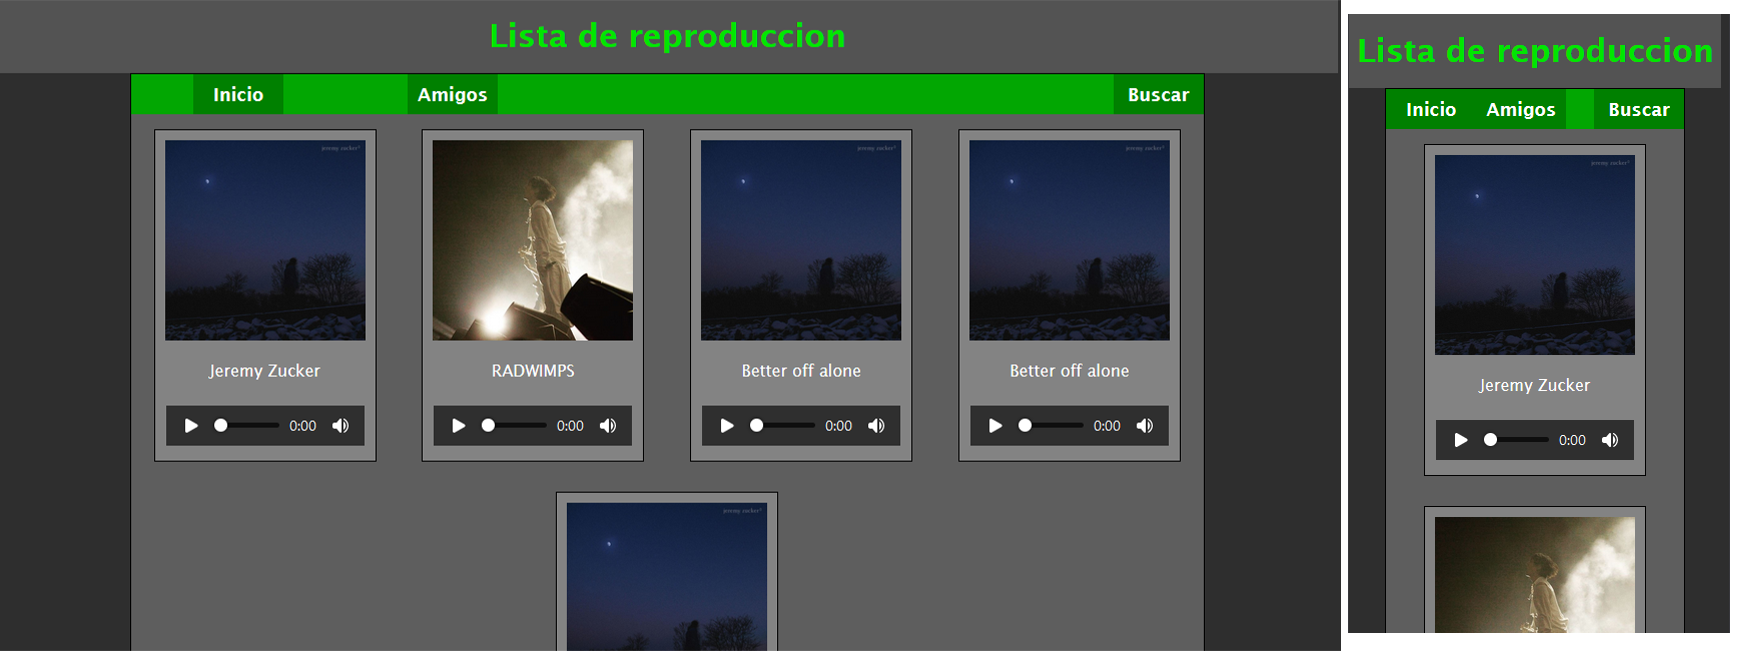 Lista de reproduccion
Inicio Amigos Buscar
jeremy zucker*
jeremy zucker*
jeremy zucker*
Jeremy Zucker
RADWIMPS
Better off alone
Better off alone
0:00
0:00
0:00
0:00
jeremy zucker*
Lista de reproduccion
Inicio Amigos Buscar
jeremy zucker*
Jeremy Zucker
0:00